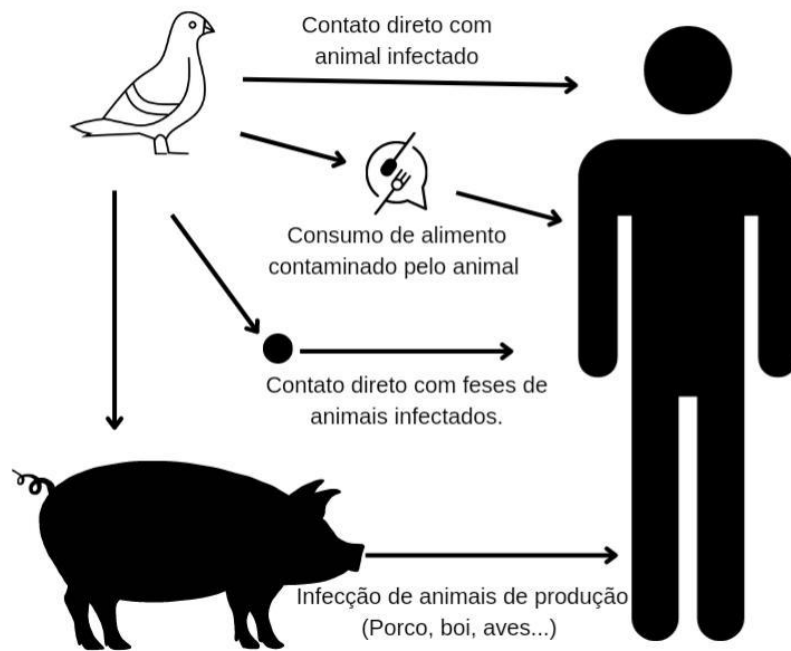 Contato direto com
animal infectado
Consumo de alimento
contaminado pelo animal
Contato direto com feses de
animais infectados.
Infecção de animais de produção
(Porco, boi, aves...)